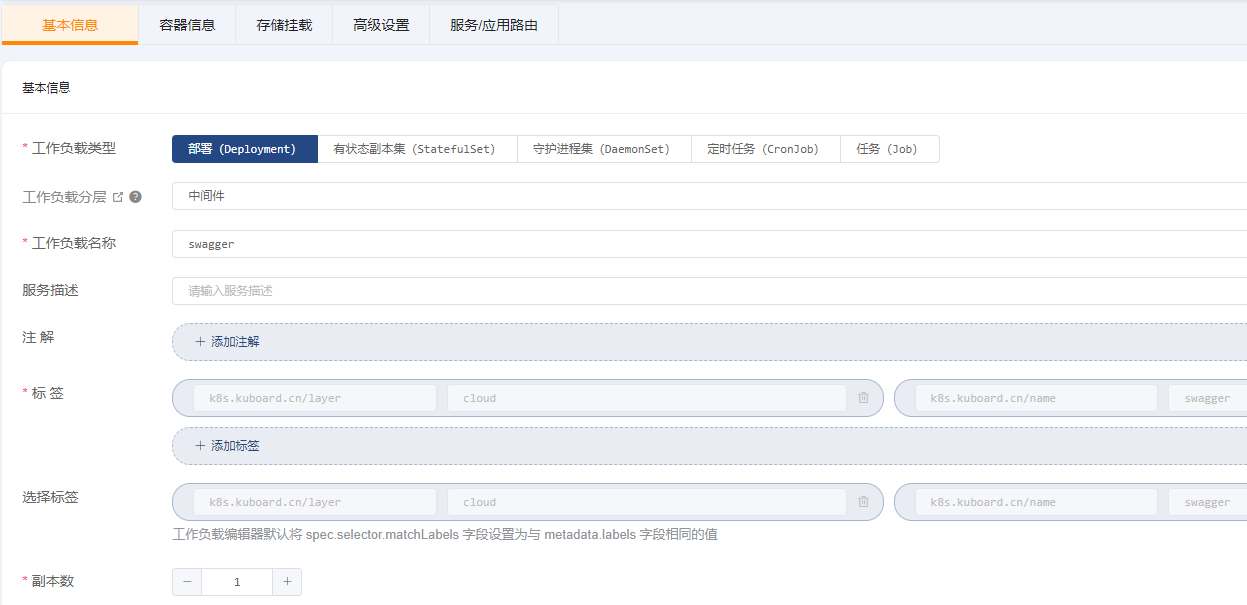 基本信息 容器信息 存储挂载 高级设置 服务/应用路由
基本信息
* 工作负载类型 部署 (Deployment) 有状态副本集 (StatefulSet) 守护进程集 (DaemonSet) 定时任务 (CronJob) 任务 (Job)
工作负载分层 中间件
* 工作负载名称 swagger
服务描述 请输入服务描述
注 解 + 添加注解
* 标 签 k8s.kuboard.cn/layer cloud k8s.kuboard.cn/name swagger
+ 添加标签
选择标签 k8s.kuboard.cn/layer cloud k8s.kuboard.cn/name swagger
工作负载编辑器默认将 spec.selector.matchLabels 字段设置为与 metadata.labels 字段相同的值
* 副本数 − 1 +